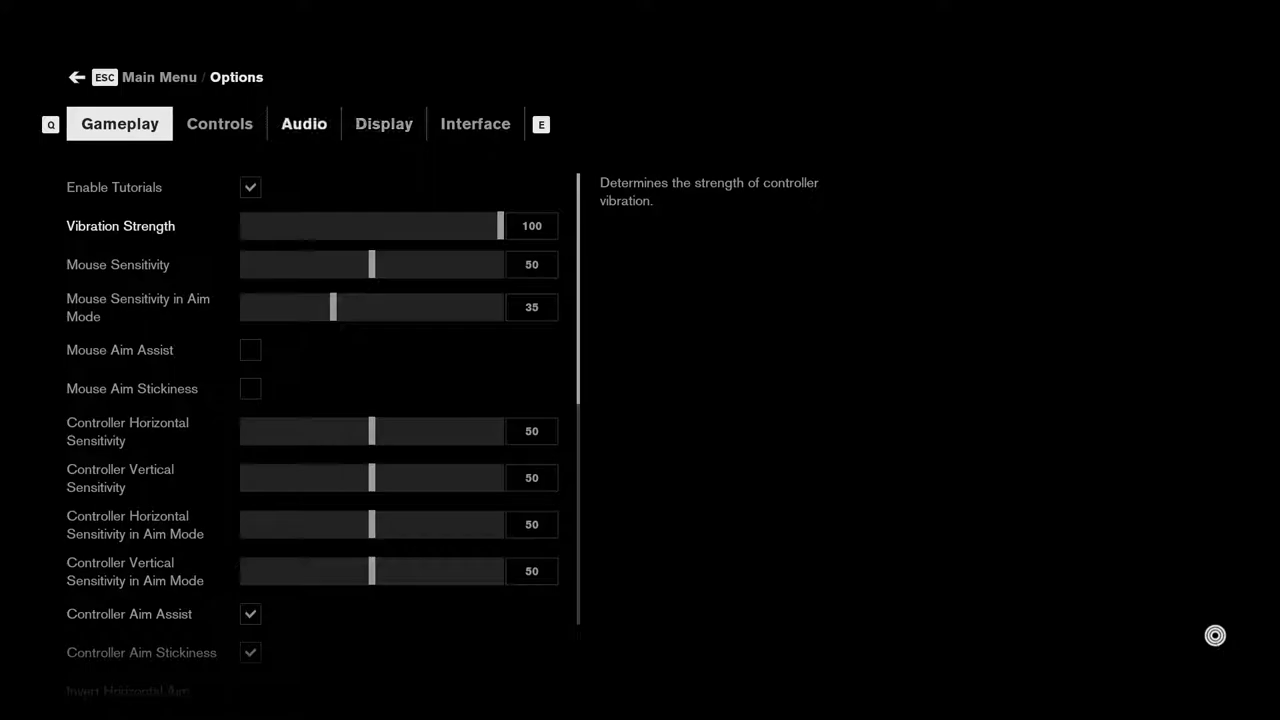 ESC Main Menu / Options
Q Gameplay Controls Audio Display Interface E
Enable Tutorials
Vibration Strength 100
Mouse Sensitivity 50
Mouse Sensitivity in Aim
Mode
35
Mouse Aim Assist
Mouse Aim Stickiness
Controller Horizontal
Sensitivity
50
Controller Vertical
Sensitivity
50
Controller Horizontal
Sensitivity in Aim Mode
50
Controller Vertical
Sensitivity in Aim Mode
50
Controller Aim Assist
Controller Aim Stickiness
Invert Horizontal Aim
Determines the strength of controller
vibration.